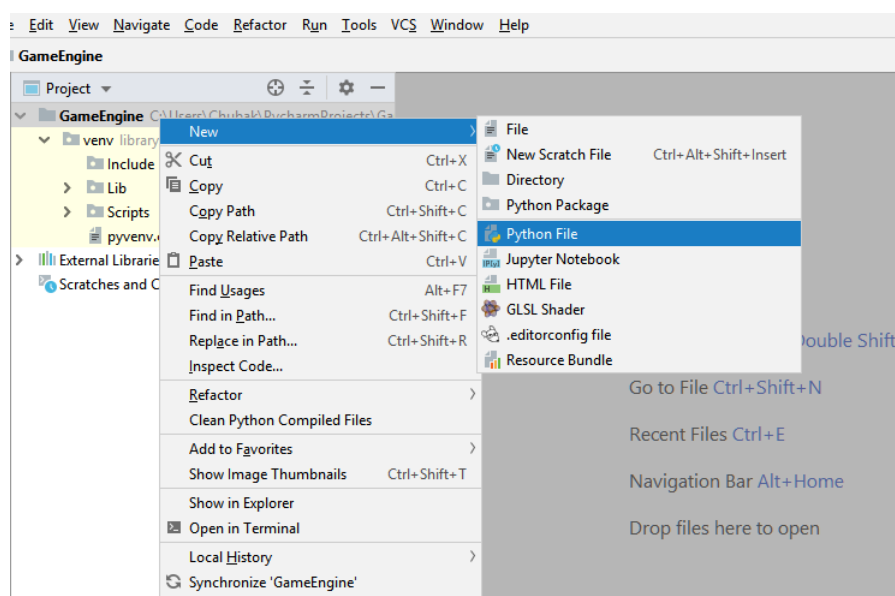 Edit View Navigate Code Refactor Run Tools VCS Window Help
GameEngine
Project
GameEngine C:\Users\Chubak\PycharmProjects\Ga
venv library
Include
Lib
Scripts
pyvenv.
External Librarie
Scratches and C
New
Cut Ctrl+X
Copy Ctrl+C
Copy Path Ctrl+Shift+C
Copy Relative Path Ctrl+Alt+Shift+C
Paste Ctrl+V
Find Usages Alt+F7
Find in Path... Ctrl+Shift+F
Replace in Path... Ctrl+Shift+R
Inspect Code...
Refactor
Clean Python Compiled Files
Add to Favorites
Show Image Thumbnails Ctrl+Shift+T
Show in Explorer
Open in Terminal
Local History
Synchronize 'GameEngine'
File
New Scratch File Ctrl+Alt+Shift+Insert
Directory
Python Package
Python File
Jupyter Notebook
HTML File
GLSL Shader
.editorconfig file
Resource Bundle
Double Shift
Go to File Ctrl+Shift+N
Recent Files Ctrl+E
Navigation Bar Alt+Home
Drop files here to open